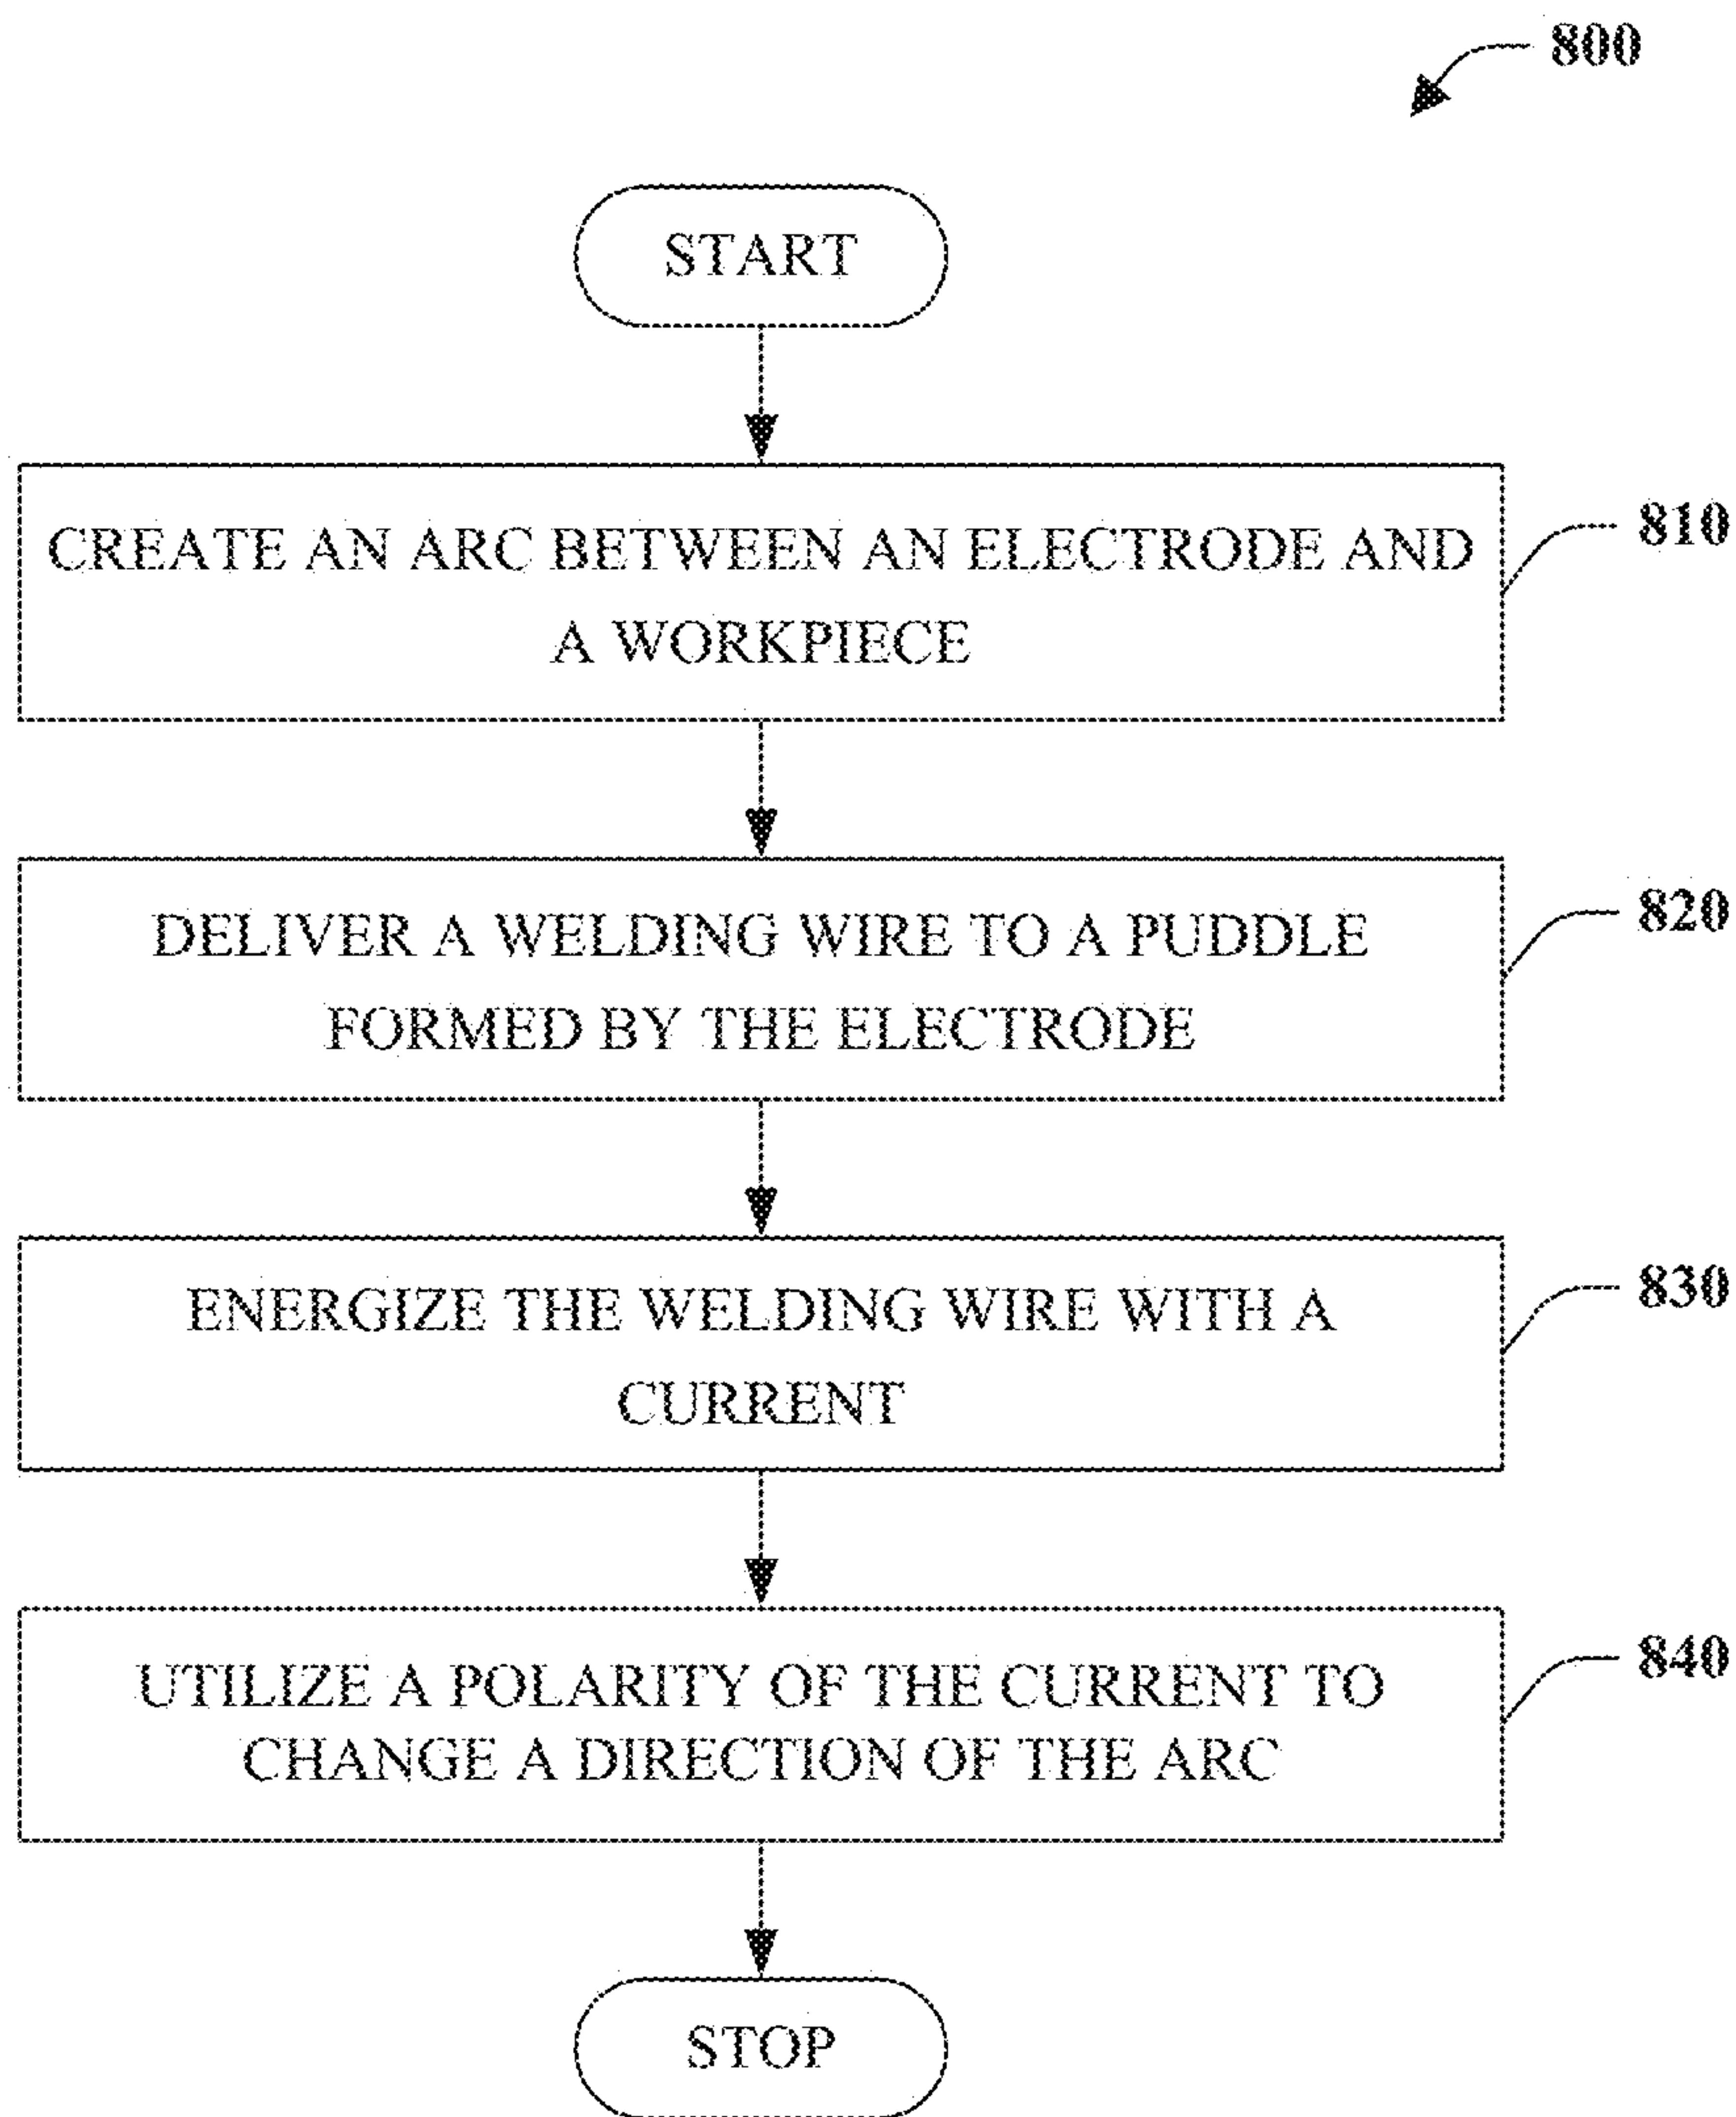 800
START
CREATE AN ARC BETWEEN AN ELECTRODE AND
A WORKPIECE
810
DELIVER A WELDING WIRE TO A PUDDLE
FORMED BY THE ELECTRODE
820
ENERGIZE THE WELDING WIRE WITH A
CURRENT
830
UTILIZE A POLARITY OF THE CURRENT TO
CHANGE A DIRECTION OF THE ARC
840
STOP